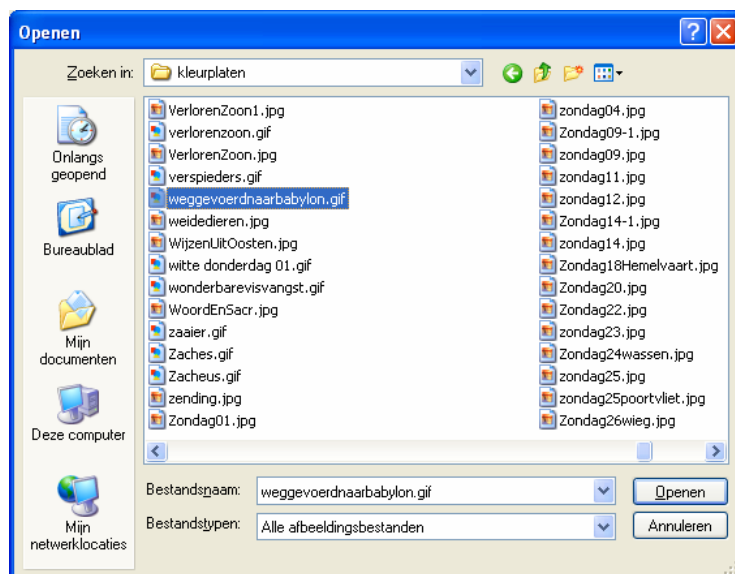 Openen
Zoeken in:
kleurplaten
Onlangs
geopend
Bureaublad
Mijn
documenten
Deze computer
Mijn
netwerklocaties
VerlorenZoon1.jpg
verlorenzoon.gif
VerlorenZoon.jpg
verspieders.gif
weggevoerdnaarbabylon.gif
weidedieren.jpg
WijzenUitOosten.jpg
witte donderdag 01.gif
wonderbarevisvangst.gif
WoordEnSacr.jpg
zaaier.gif
Zaches.gif
Zacheus.gif
zending.jpg
Zondag01.jpg
zondag04.jpg
Zondag09-1.jpg
zondag09.jpg
zondag11.jpg
zondag12.jpg
Zondag14-1.jpg
zondag14.jpg
Zondag18Hemelvaart.jpg
Zondag20.jpg
Zondag22.jpg
zondag23.jpg
Zondag24wassen.jpg
zondag25.jpg
zondag25poortvliet.jpg
Zondag26wieg.jpg
Bestandsnaam:
weggevoerdnaarbabylon.gif
Openen
Bestandstypen:
Alle afbeeldingsbestanden
Annuleren